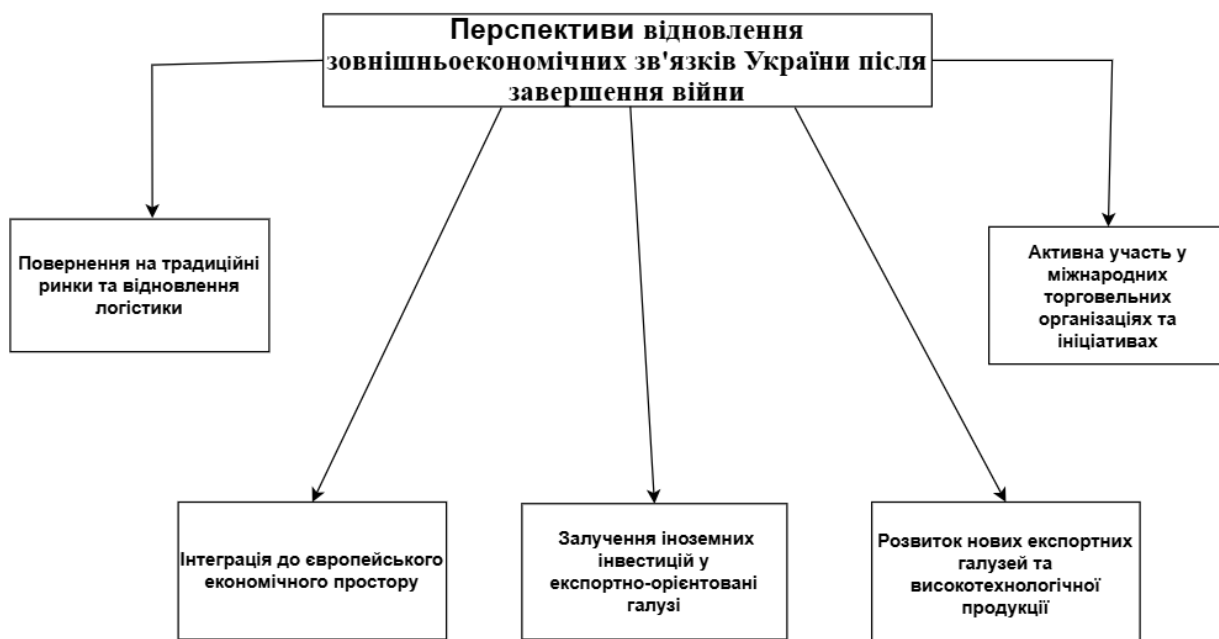 Перспективи відновлення
зовнішньоекономічних зв'язків України після
завершення війни
Повернення на традиційні
ринки та відновлення
логістики
Активна участь у
міжнародних
торговельних
організаціях та
ініціативах
Інтеграція до європейського
економічного простору
Залучення іноземних
інвестицій у
експортно-орієнтовані
галузі
Розвиток нових експортних
галузей та
високотехнологічної
продукції